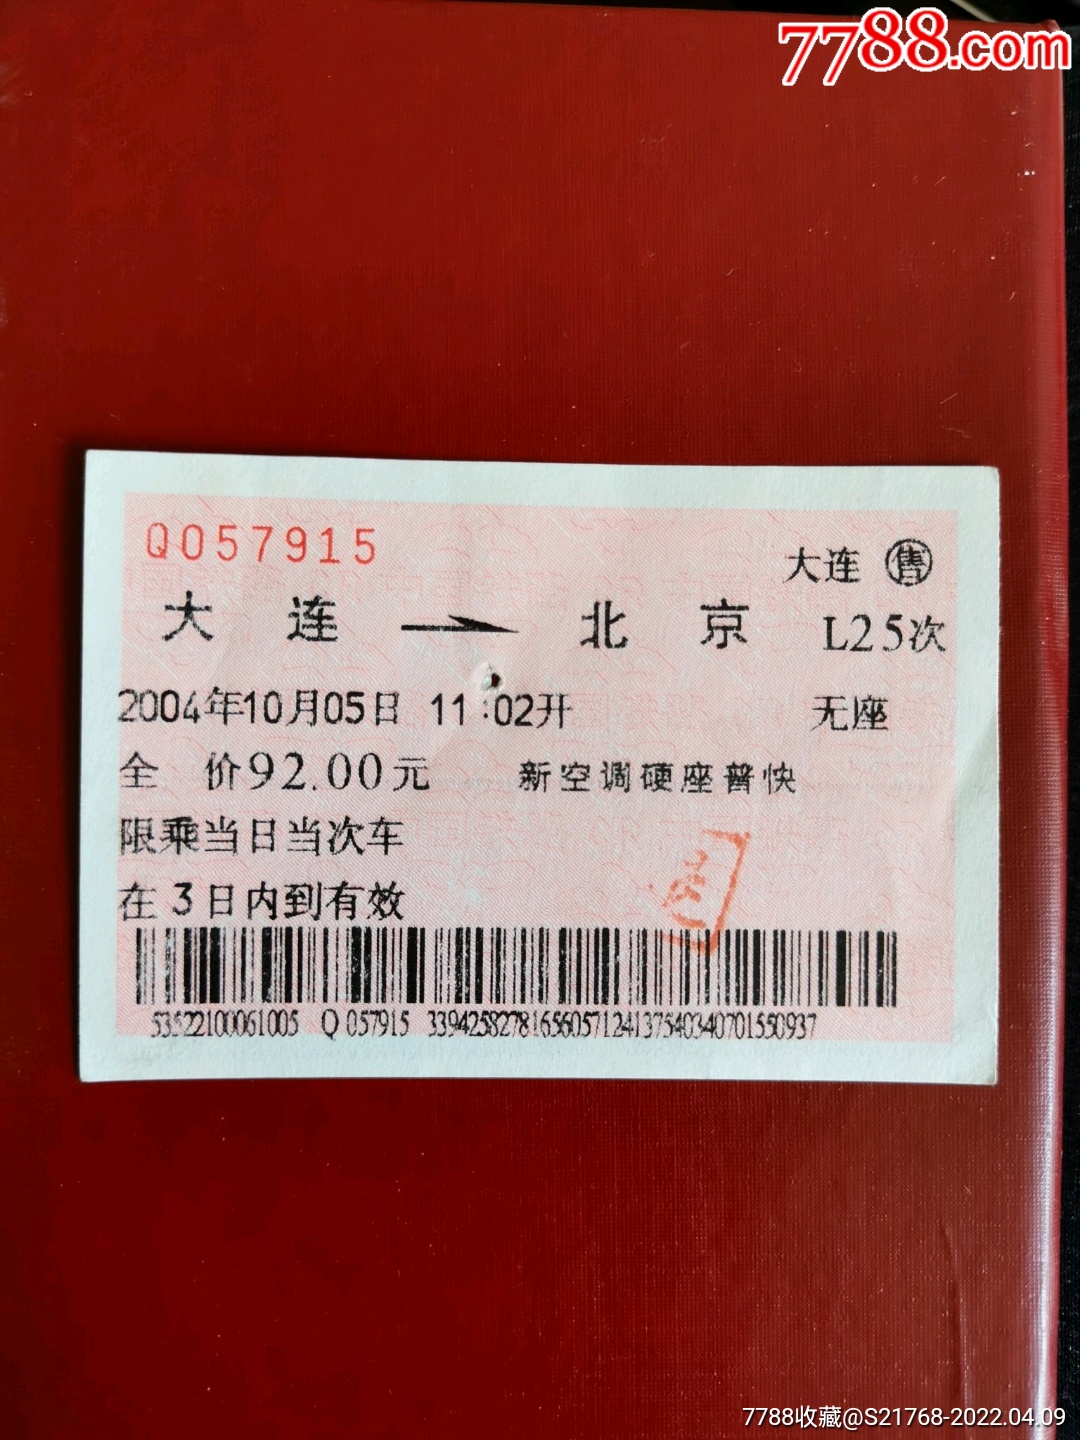 7788.com
Q057915
大连 售
大 连 北 京 L25次
2004年10月05日 11:02开 无座
全 价92.00元 新空调硬座普快
限乘当日当次车
在3日内到有效
53522100061005 Q 057915 33942582781656057124137540340701550937
7788收藏@S21768-2022.04.09